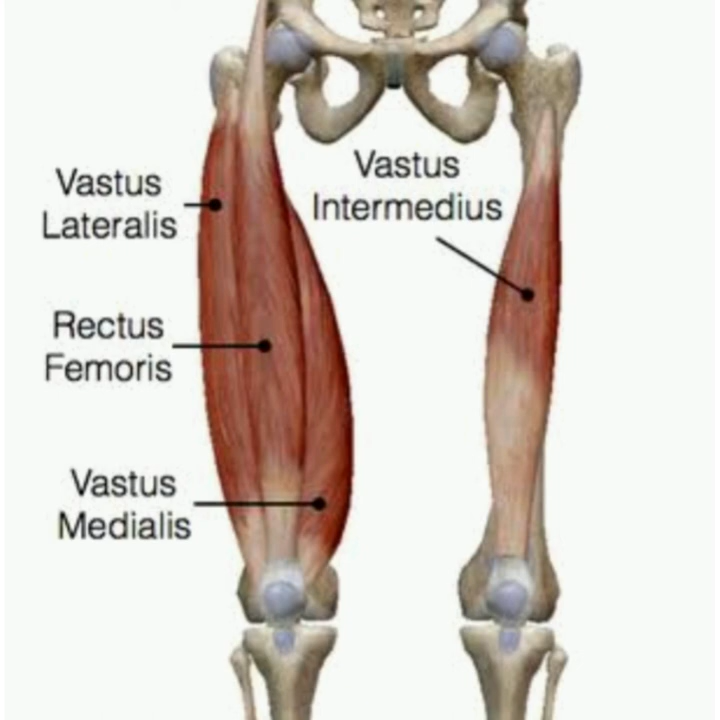 Vastus
Lateralis
Vastus
Intermedius
Rectus
Femoris
Vastus
Medialis